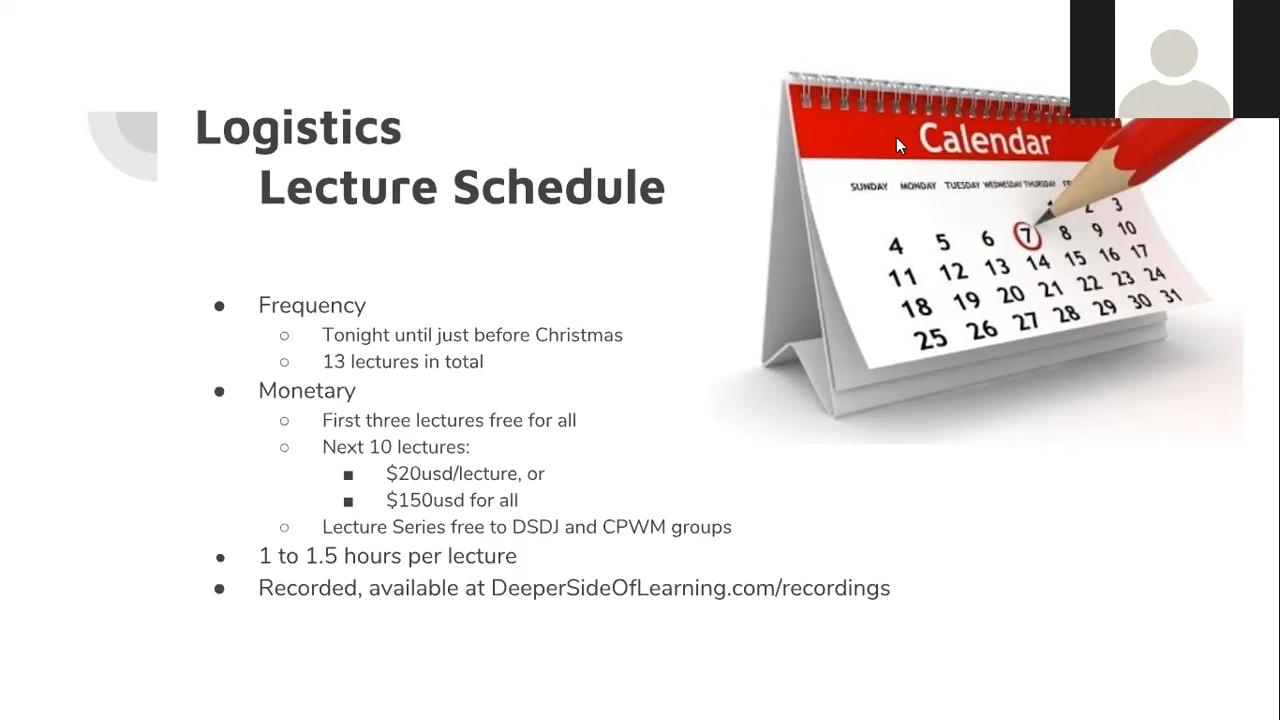 Logistics
Lecture Schedule
Calendar
SUNDAY MONDAY TUESDAY WEDNESDAY THURSDAY
2 3
4 5 6 7 8 9 10
11 12 13 14 15 16 17
18 19 20 21 22 23 24
25 26 27 28 29 30 31
● Frequency
○ Tonight until just before Christmas
○ 13 lectures in total
● Monetary
○ First three lectures free for all
○ Next 10 lectures:
■ $20usd/lecture, or
■ $150usd for all
○ Lecture Series free to DSDJ and CPWM groups
● 1 to 1.5 hours per lecture
● Recorded, available at DeeperSideOfLearning.com/recordings